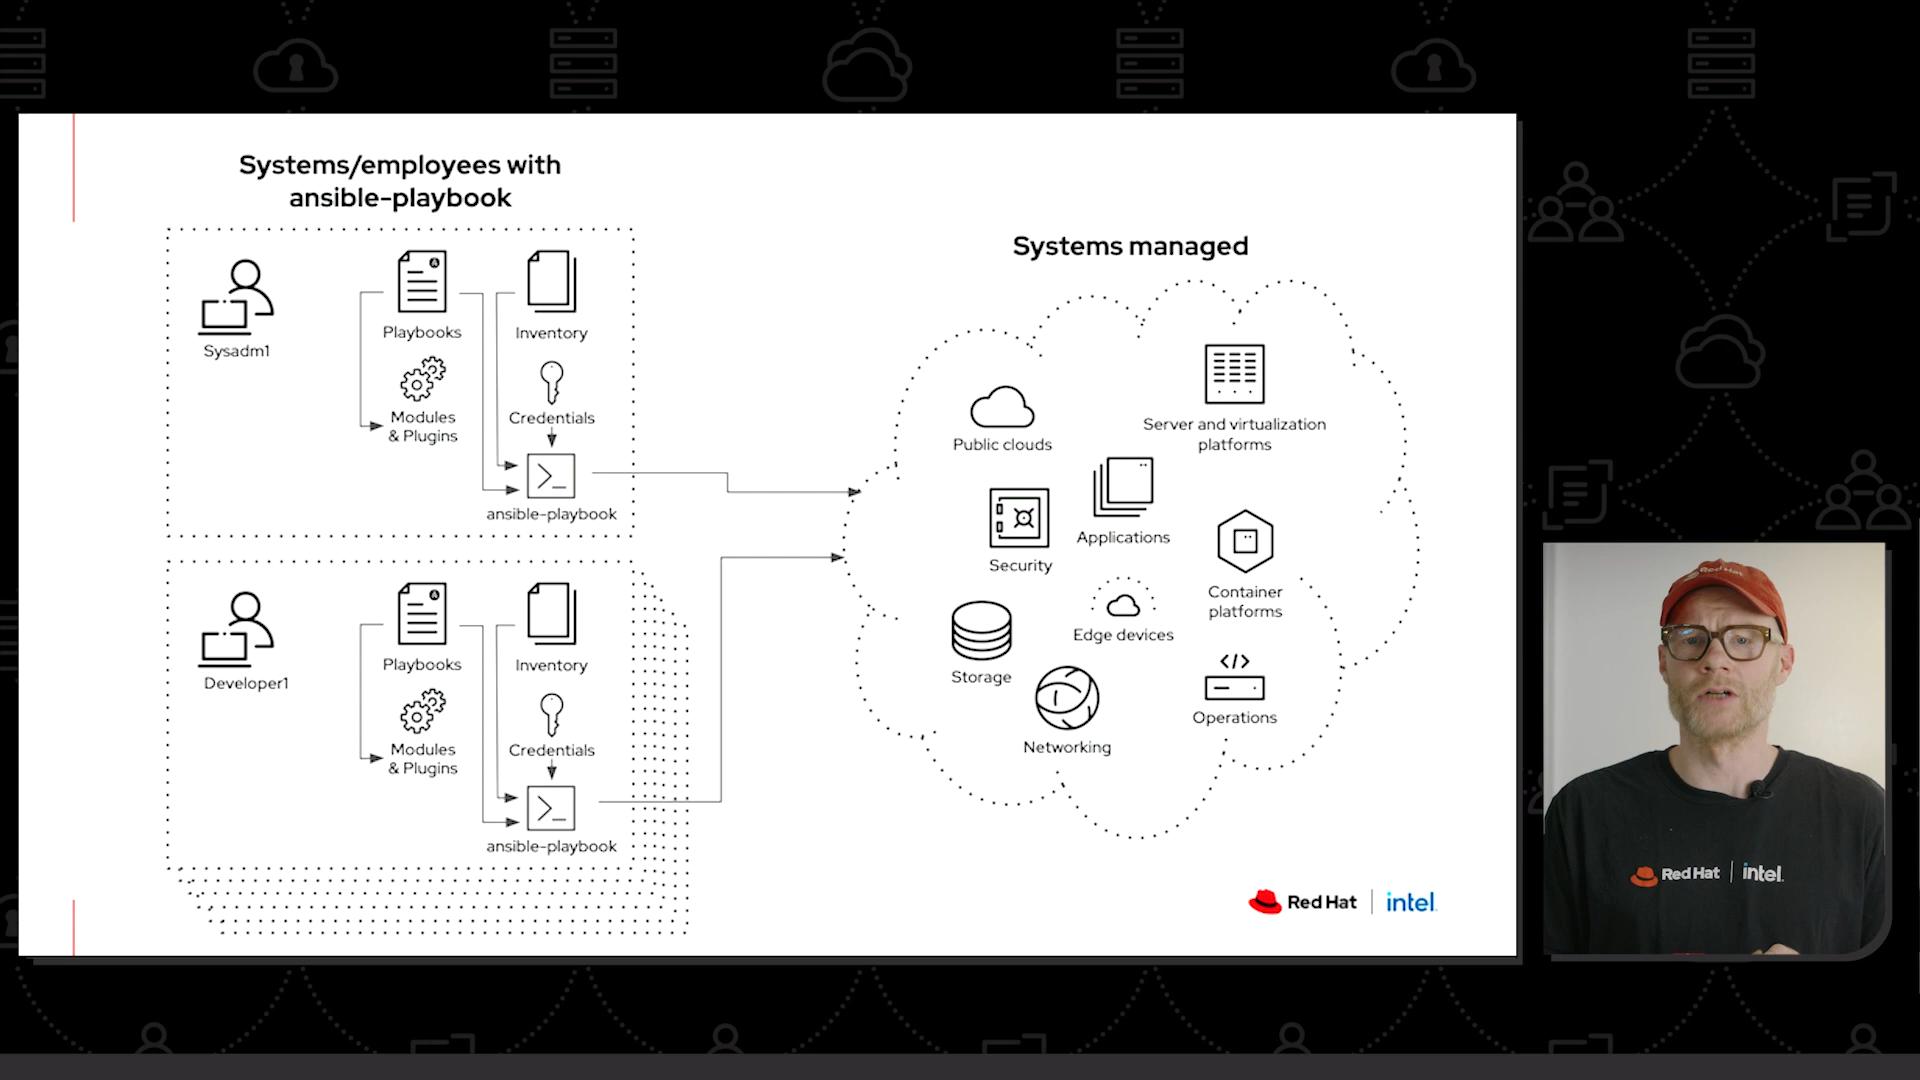 Systems/employees with
ansible-playbook
Sysadm1
Playbooks
Inventory
Modules
& Plugins
Credentials
ansible-playbook
Developer1
Playbooks
Inventory
Modules
& Plugins
Credentials
ansible-playbook
Systems managed
Public clouds
Server and virtualization
platforms
Security
Applications
Container
platforms
Edge devices
Storage
Networking
Operations
Red Hat
intel.
Red Hat
Red Hat
intel.